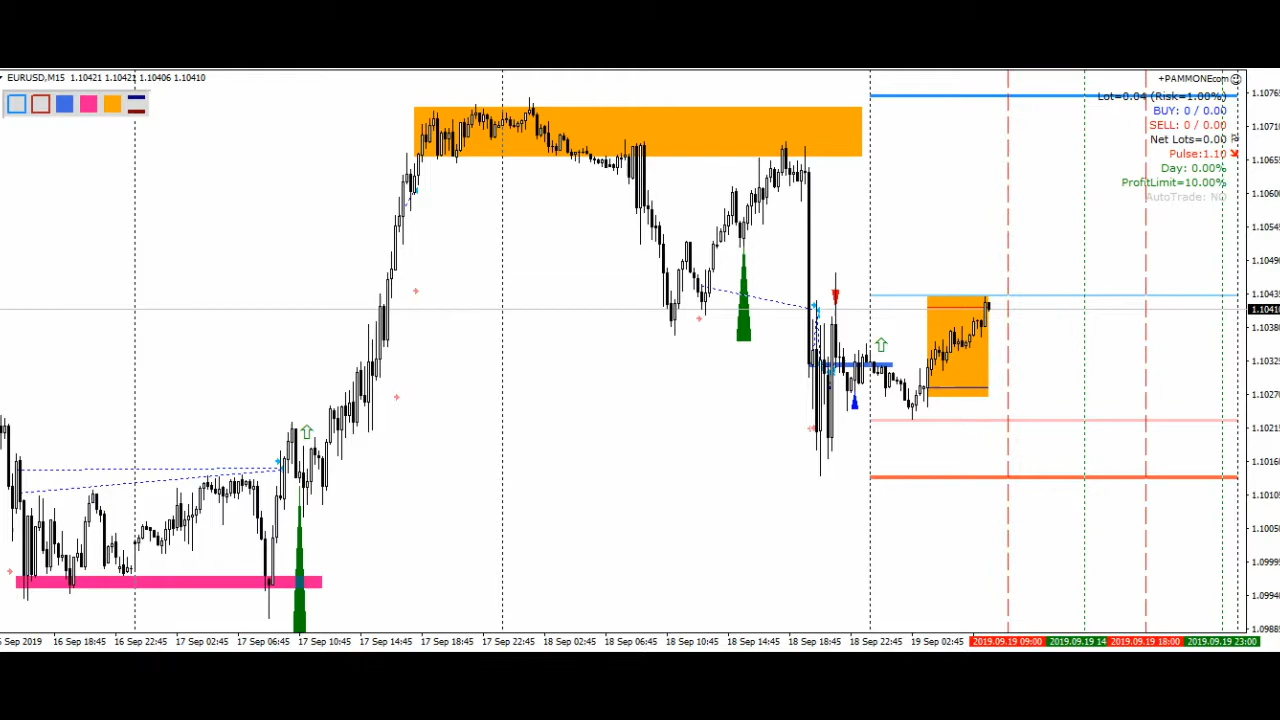 EURUSD,M15 1.10421 1.10421 1.10406 1.10410
+PAMMONEcom
Lot=0.04 (Risk=1.00%)
BUY: 0 / 0.00
SELL: 0 / 0.00
Net Lots=0.00
Pulse:1.10
Day: 0.00%
ProfitLimit=10.00%
AutoTrade: NO
1.10765
1.10710
1.10655
1.10600
1.10545
1.10490
1.10435
1.10410
1.10325
1.10270
1.10215
1.10160
1.10105
1.10050
1.09995
1.09940
1.09885
Sep 2019 16 Sep 18:45 16 Sep 22:45 17 Sep 02:45 17 Sep 06:45 17 Sep 10:45 17 Sep 14:45 17 Sep 18:45 17 Sep 22:45 18 Sep 02:45 18 Sep 06:45 18 Sep 10:45 18 Sep 14:45 18 Sep 18:45 18 Sep 22:45 19 Sep 02:45 2019.09.19 09:00 2019.09.19 14 2019.09.19 18:00 2019.09.19 23:00